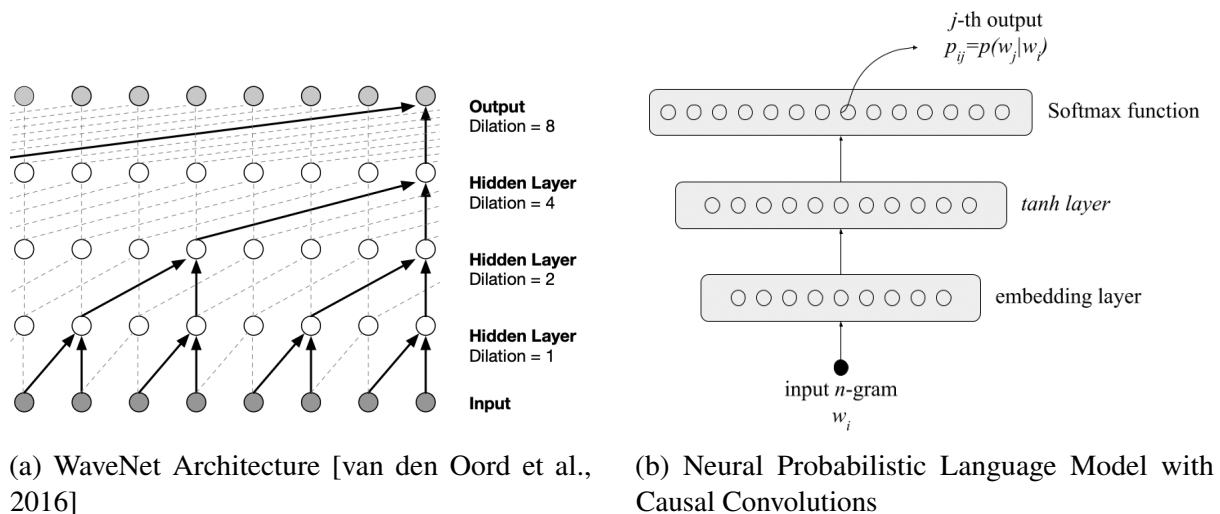 Output
Dilation = 8
Hidden Layer
Dilation = 4
Hidden Layer
Dilation = 2
Hidden Layer
Dilation = 1
Input
(a) WaveNet Architecture [van den Oord et al.,
2016]
j-th output
p_ij=p(w_j|w_i)
Softmax function
tanh layer
embedding layer
input n-gram
w_i
(b) Neural Probabilistic Language Model with
Causal Convolutions